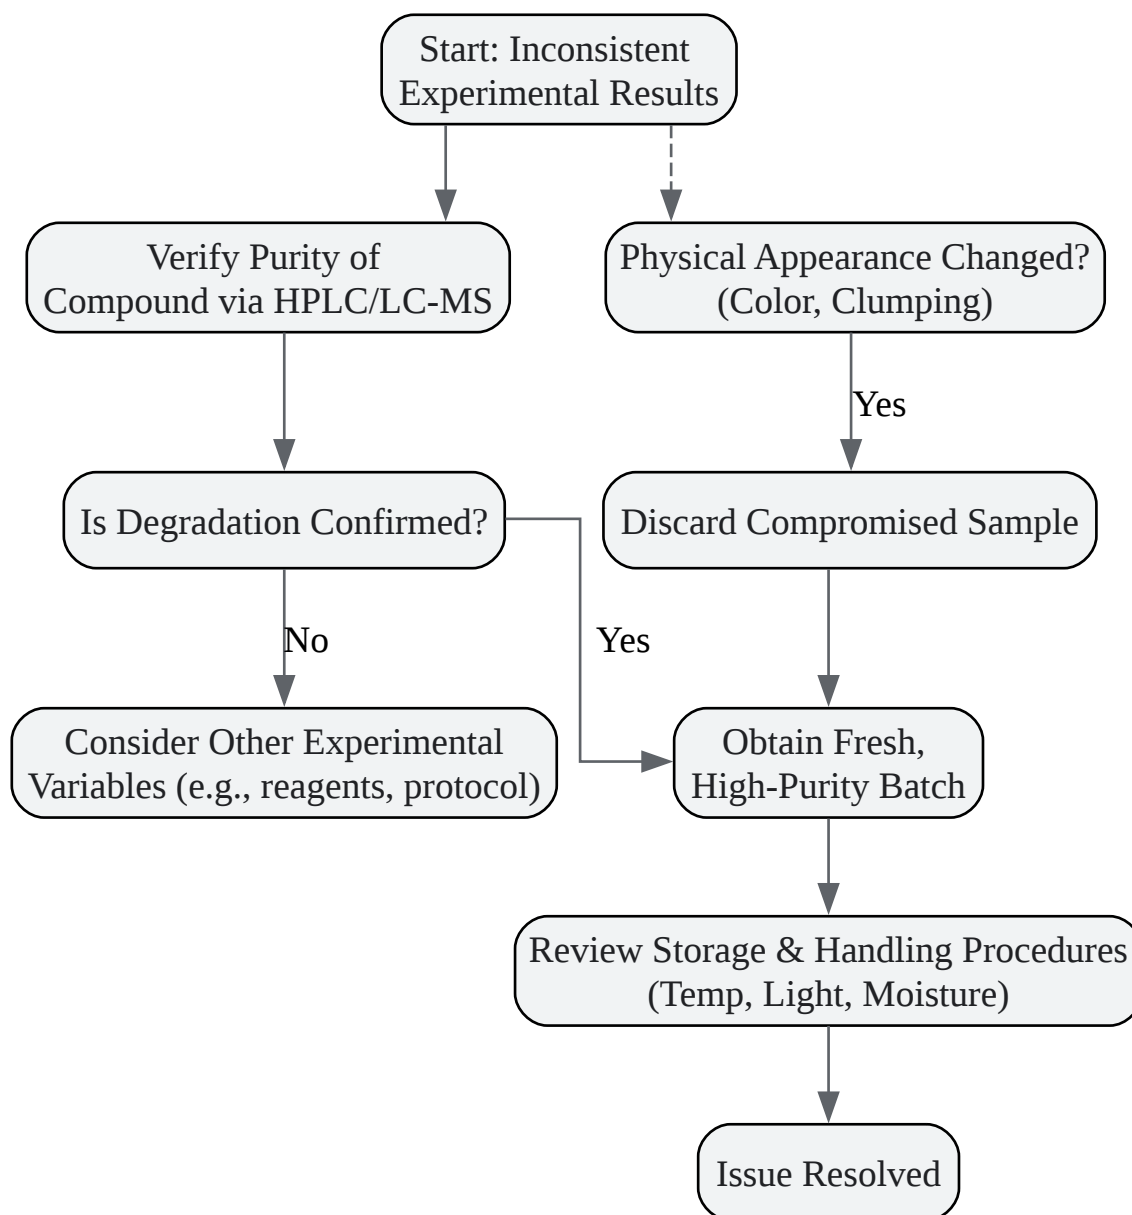 Start: Inconsistent
Experimental Results
Verify Purity of
Compound via HPLC/LC-MS
Physical Appearance Changed?
(Color, Clumping)
Yes
Is Degradation Confirmed?
Discard Compromised Sample
No
Yes
Consider Other Experimental
Variables (e.g., reagents, protocol)
Obtain Fresh,
High-Purity Batch
Review Storage & Handling Procedures
(Temp, Light, Moisture)
Issue Resolved